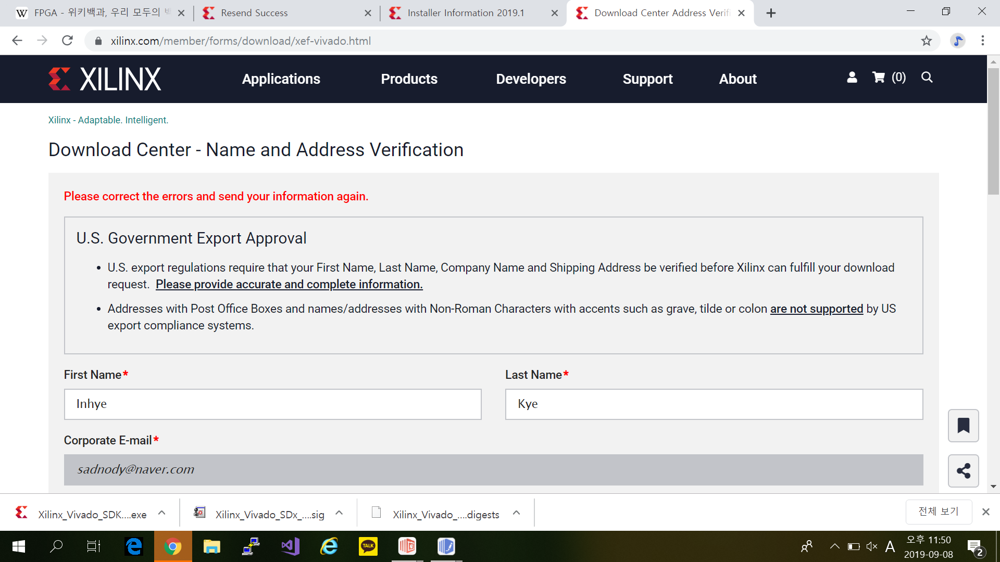 FPGA - 위키백과, 우리 모두의
Resend Success
Installer Information 2019.1
Download Center Address Verifi
xilinx.com/member/forms/download/xef-vivado.html
XILINX
Applications
Products
Developers
Support
About
(0)
Xilinx - Adaptable. Intelligent.
Download Center - Name and Address Verification
Please correct the errors and send your information again.
U.S. Government Export Approval
• U.S. export regulations require that your First Name, Last Name, Company Name and Shipping Address be verified before Xilinx can fulfill your download
request. Please provide accurate and complete information.
• Addresses with Post Office Boxes and names/addresses with Non-Roman Characters with accents such as grave, tilde or colon are not supported by US
export compliance systems.
First Name*
Last Name*
Inhye
Kye
Corporate E-mail*
sadnody@naver.com
Xilinx_Vivado_SDK....exe
Xilinx_Vivado_SDx_....sig
Xilinx_Vivado_....digests
전체 보기
TALK
A
오후 11:50
2019-09-08
2